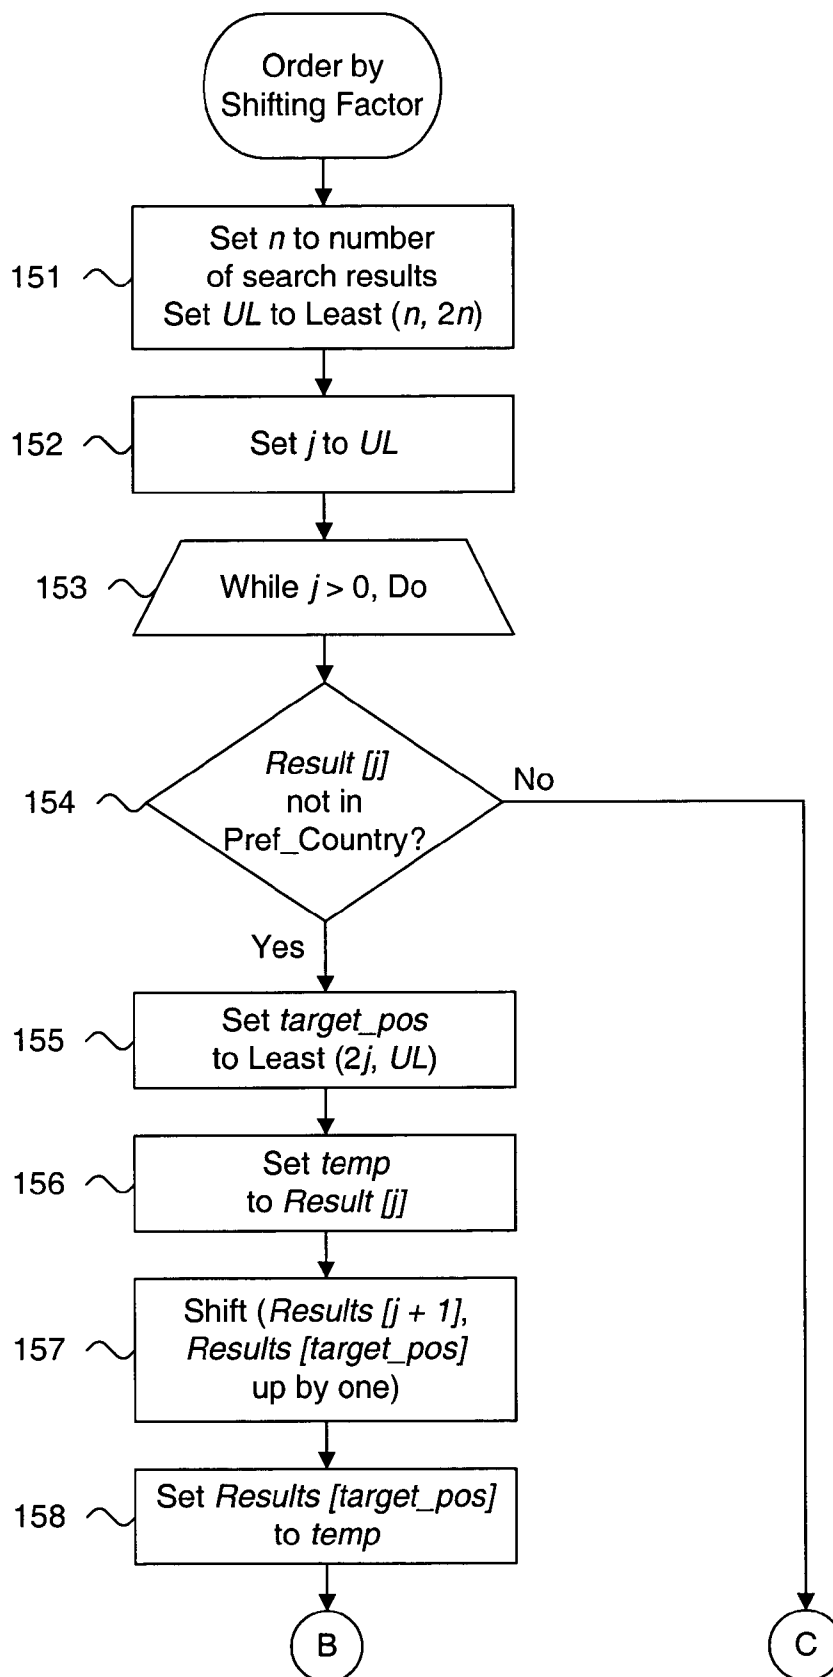 Order by
Shifting Factor
151
Set n to number
of search results
Set UL to Least (n, 2n)
152
Set j to UL
153
While j > 0, Do
154
Result [j]
not in
Pref_Country?
No
Yes
155
Set target_pos
to Least (2j, UL)
156
Set temp
to Result [j]
157
Shift (Results [j + 1],
Results [target_pos]
up by one)
158
Set Results [target_pos]
to temp
B
C